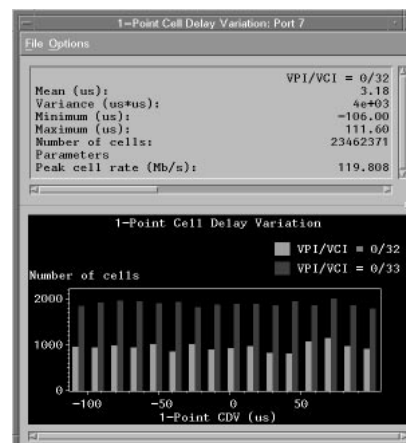 1-Point Cell Delay Variation: Port 7
File Options
VPI/VCI = 0/32
Mean (us): 3.18
Variance (us*us): 4e+03
Minimum (us): -106.00
Maximum (us): 111.60
Number of cells: 23462371
Parameters
Peak cell rate (Mb/s): 119.808
1-Point Cell Delay Variation
VPI/VCI = 0/32
VPI/VCI = 0/33
Number of cells
2000
1000
0
-100 -50 0 50
1-Point CDV (us)